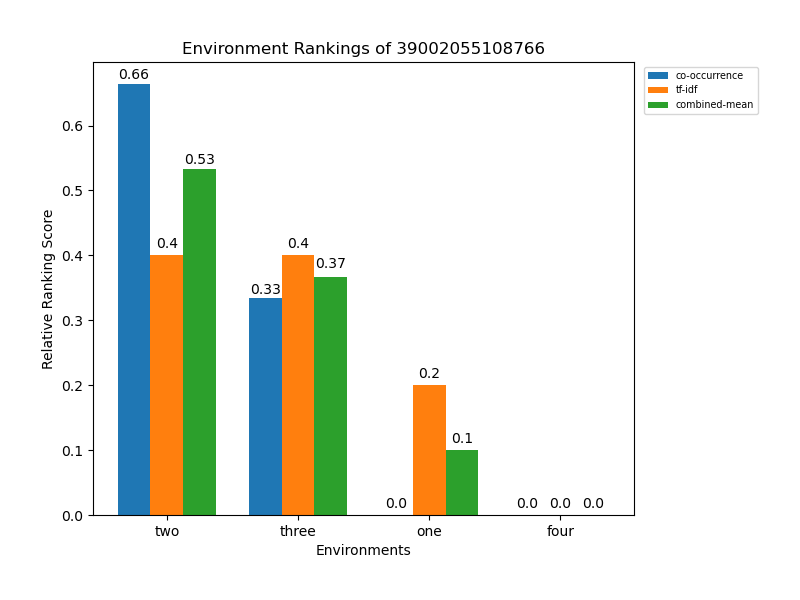 Environment Rankings of 39002055108766
co-occurrence
tf-idf
combined-mean
Relative Ranking Score
0.6
0.5
0.4
0.3
0.2
0.1
0.0
0.66
0.4
0.53
0.33
0.4
0.37
0.0
0.2
0.1
0.0
0.0
0.0
two
three
one
four
Environments